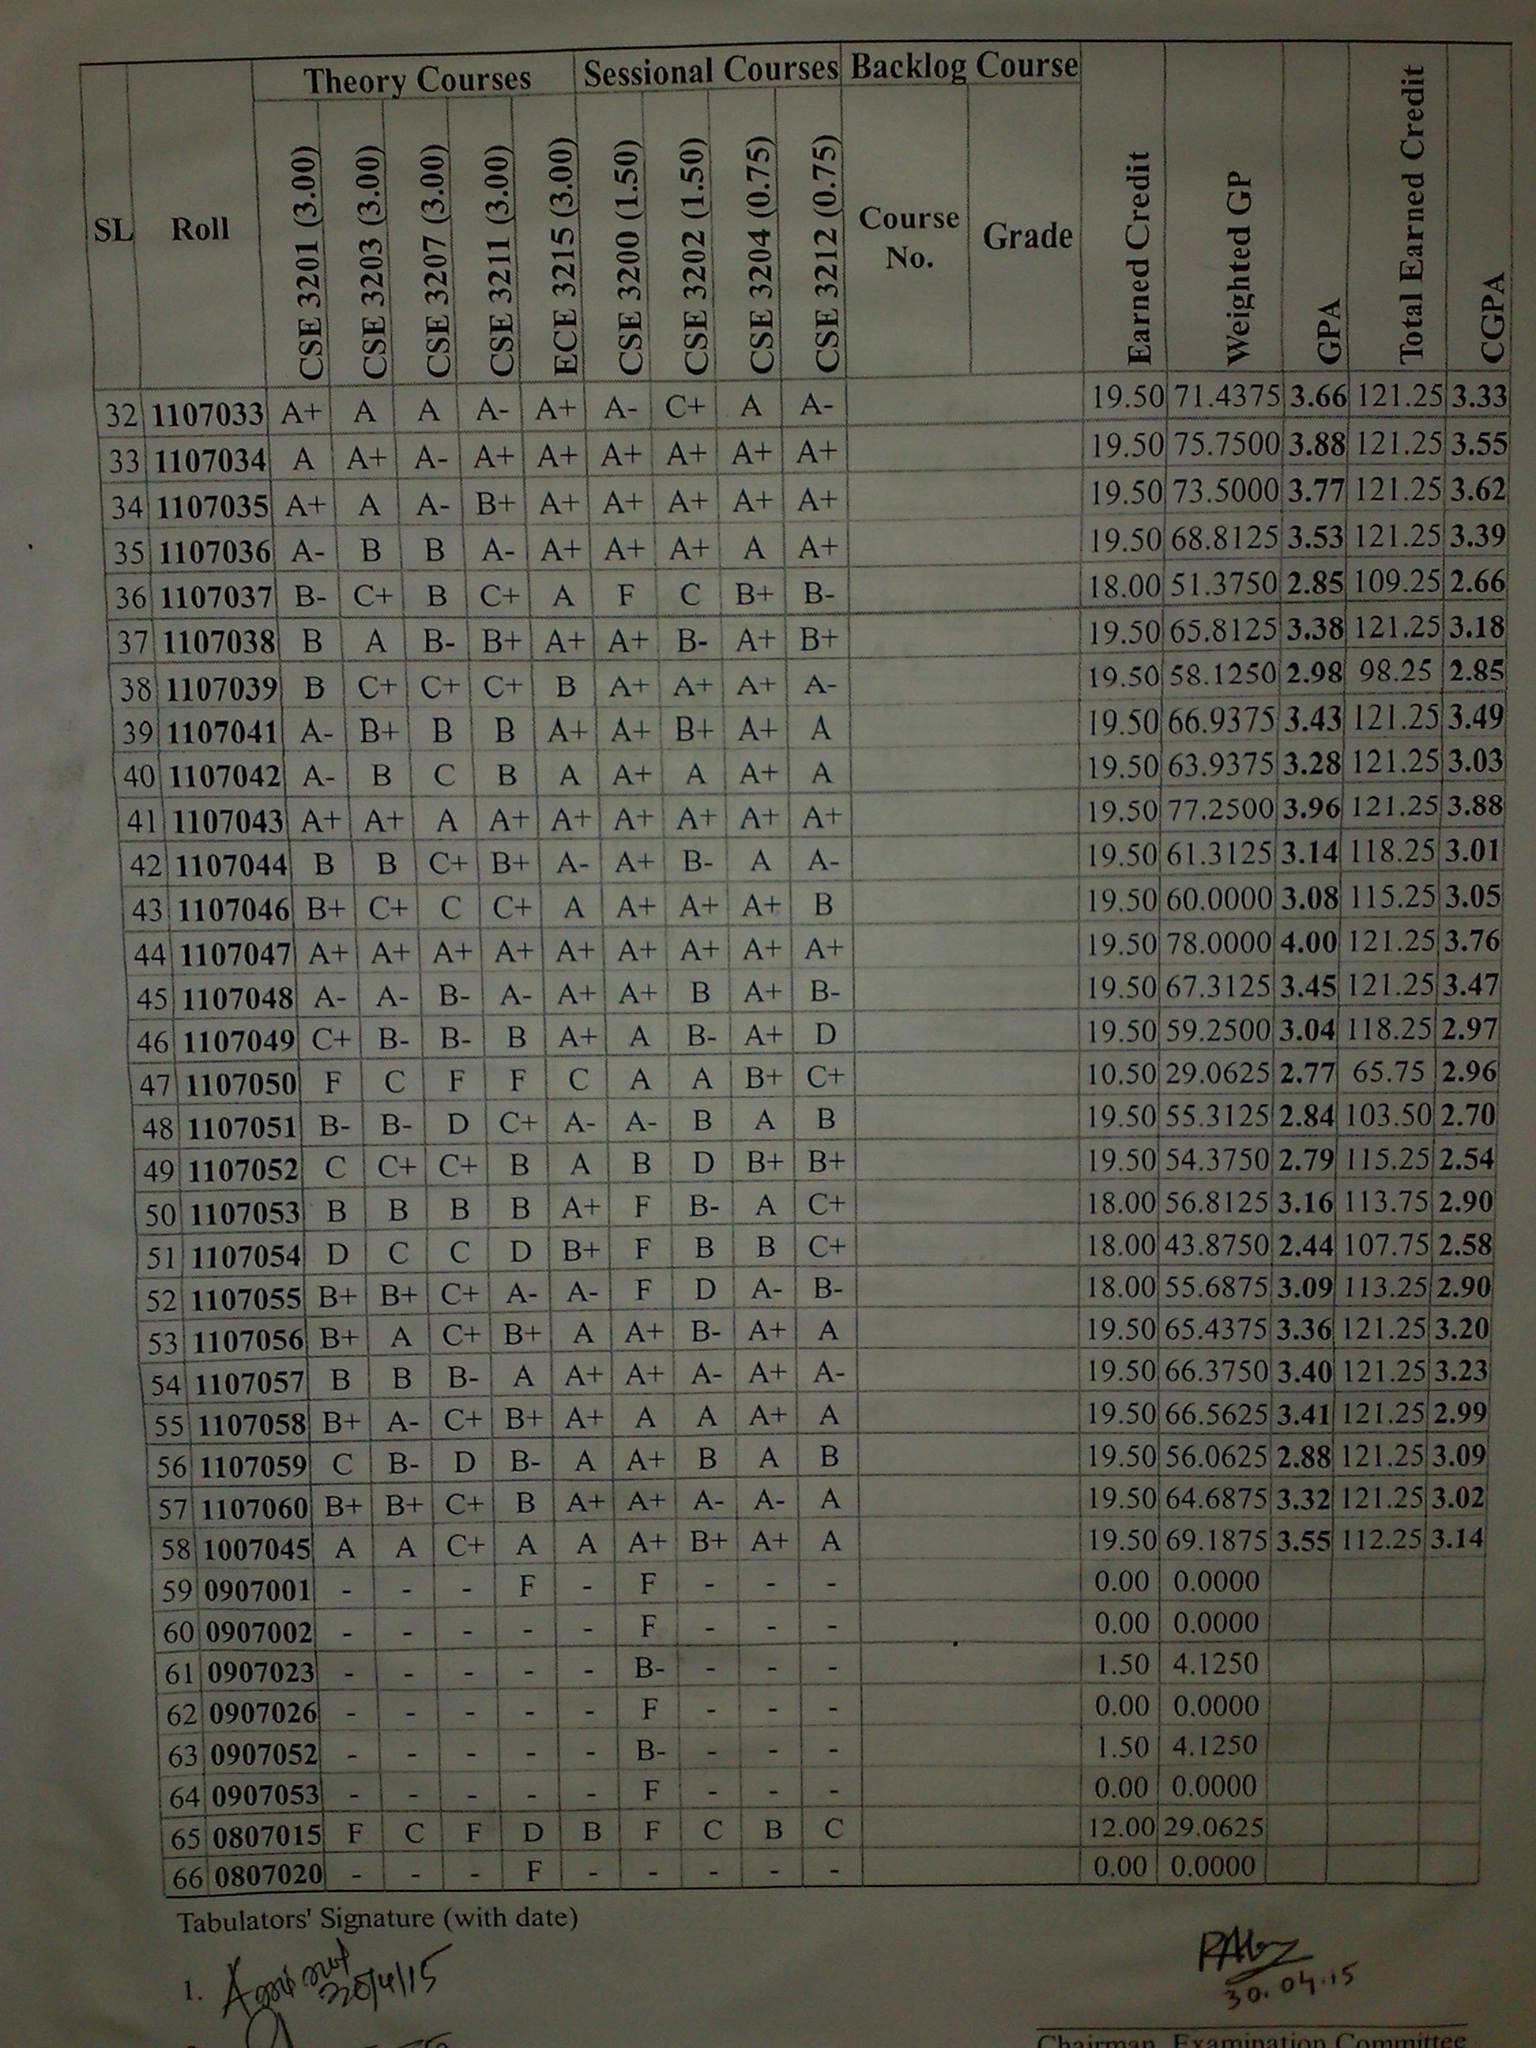 Theory Courses Sessional Courses Backlog Course
SL Roll CSE 3201 (3.00) CSE 3203 (3.00) CSE 3207 (3.00) CSE 3211 (3.00) ECE 3215 (3.00) CSE 3200 (1.50) CSE 3202 (1.50) CSE 3204 (0.75) CSE 3212 (0.75) Course No. Grade Earned Credit Weighted GP GPA Total Earned Credit CGPA
32 1107033 A+ A A A- A+ A- C+ A A- 19.50 71.4375 3.66 121.25 3.33
33 1107034 A A+ A- A+ A+ A+ A+ A+ A+ 19.50 75.7500 3.88 121.25 3.55
34 1107035 A+ A A- B+ A+ A+ A+ A+ A+ 19.50 73.5000 3.77 121.25 3.62
35 1107036 A- B B A- A+ A+ A+ A A+ 19.50 68.8125 3.53 121.25 3.39
36 1107037 B- C+ B C+ A F C B+ B- 18.00 51.3750 2.85 109.25 2.66
37 1107038 B A B- B+ A+ A+ B- A+ B+ 19.50 65.8125 3.38 121.25 3.18
38 1107039 B C+ C+ C+ B A+ A+ A+ A- 19.50 58.1250 2.98 98.25 2.85
39 1107041 A- B+ B B A+ A+ B+ A+ A 19.50 66.9375 3.43 121.25 3.49
40 1107042 A- B C B A A+ A A+ A 19.50 63.9375 3.28 121.25 3.03
41 1107043 A+ A+ A A+ A+ A+ A+ A+ A+ 19.50 77.2500 3.96 121.25 3.88
42 1107044 B B C+ B+ A- A+ B- A A- 19.50 61.3125 3.14 118.25 3.01
43 1107046 B+ C+ C C+ A A+ A+ A+ B 19.50 60.0000 3.08 115.25 3.05
44 1107047 A+ A+ A+ A+ A+ A+ A+ A+ A+ 19.50 78.0000 4.00 121.25 3.76
45 1107048 A- A- B- A- A+ A+ B A+ B- 19.50 67.3125 3.45 121.25 3.47
46 1107049 C+ B- B- B A+ A B- A+ D 19.50 59.2500 3.04 118.25 2.97
47 1107050 F C F F C A A B+ C+ 10.50 29.0625 2.77 65.75 2.96
48 1107051 B- B- D C+ A- A- B A B 19.50 55.3125 2.84 103.50 2.70
49 1107052 C C+ C+ B A B D B+ B+ 19.50 54.3750 2.79 115.25 2.54
50 1107053 B B B B A+ F B- A C+ 18.00 56.8125 3.16 113.75 2.90
51 1107054 D C C D B+ F B B C+ 18.00 43.8750 2.44 107.75 2.58
52 1107055 B+ B+ C+ A- A- F D A- B- 18.00 55.6875 3.09 113.25 2.90
53 1107056 B+ A C+ B+ A A+ B- A+ A 19.50 65.4375 3.36 121.25 3.20
54 1107057 B B B- A A+ A+ A- A+ A- 19.50 66.3750 3.40 121.25 3.23
55 1107058 B+ A- C+ B+ A+ A A A+ A 19.50 66.5625 3.41 121.25 2.99
56 1107059 C B- D B- A A+ B A B 19.50 56.0625 2.88 121.25 3.09
57 1107060 B+ B+ C+ B A+ A+ A- A- A 19.50 64.6875 3.32 121.25 3.02
58 1007045 A A C+ A A A+ B+ A+ A 19.50 69.1875 3.55 112.25 3.14
59 0907001 - - - F - F - - - 0.00 0.0000
60 0907002 - - - - - F - - - 0.00 0.0000
61 0907023 - - - - - B- - - - 1.50 4.1250
62 0907026 - - - - - F - - - 0.00 0.0000
63 0907052 - - - - - B- - - - 1.50 4.1250
64 0907053 - - - - - F - - - 0.00 0.0000
65 0807015 F C F D B F C B C 12.00 29.0625
66 0807020 - - - F - - - - - 0.00 0.0000
Tabulators' Signature (with date)
1. 30/4/15
30.04.15
Chairman, Examination Committee